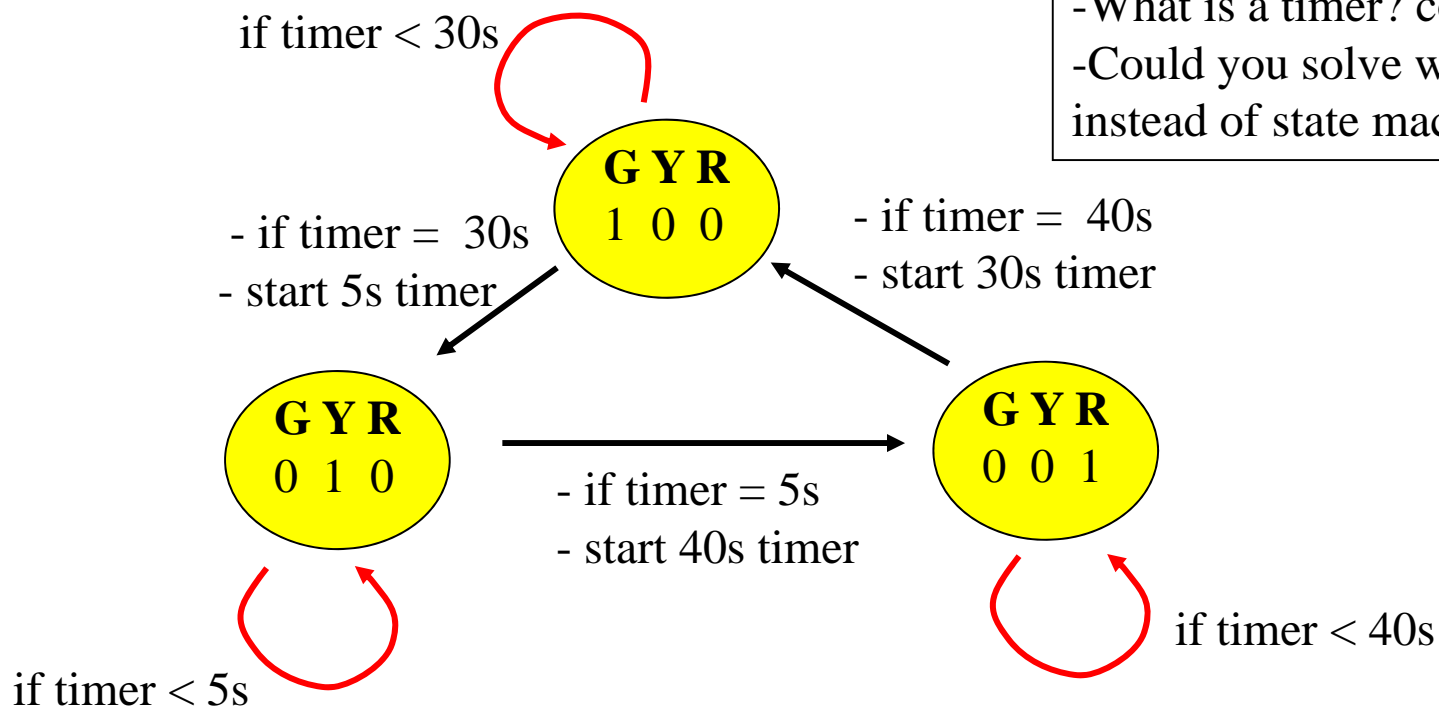 -What is a timer?
-Could you solve
instead of state
if timer < 30s
G Y R
1 0 0
- if timer = 30s
- start 5s timer
- if timer = 40s
- start 30s timer
G Y R
0 1 0
- if timer = 5s
- start 40s timer
G Y R
0 0 1
if timer < 5s
if timer < 40s